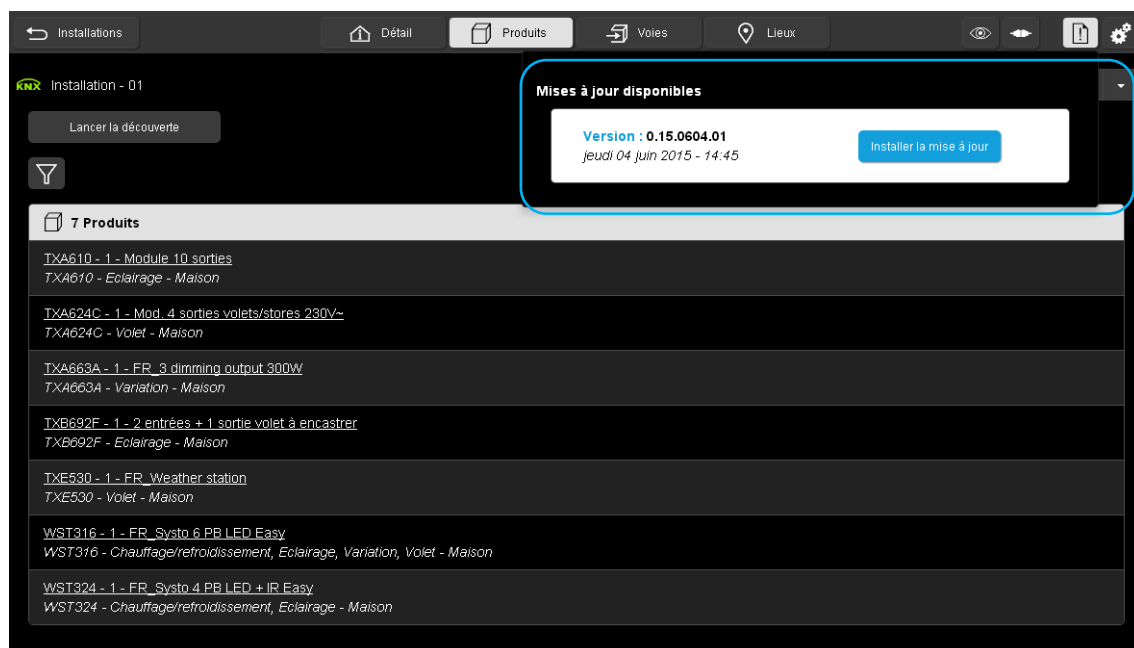 Installations
Détail
Produits
Voies
Lieux
KNX Installation - 01
Mises à jour disponibles
Lancer la découverte
Version : 0.15.0604.01
jeudi 04 juin 2015 - 14:45
Installer la mise à jour
7 Produits
TXA610 - 1 - Module 10 sorties
TXA610 - Eclairage - Maison
TXA624C - 1 - Mod. 4 sorties volets/stores 230V~
TXA624C - Volet - Maison
TXA663A - 1 - FR_3 dimming output 300W
TXA663A - Variation - Maison
TXB692F - 1 - 2 entrées + 1 sortie volet à encastrer
TXB692F - Eclairage - Maison
TXE530 - 1 - FR_Weather station
TXE530 - Volet - Maison
WST316 - 1 - FR_Systo 6 PB LED Easy
WST316 - Chauffage/refroidissement, Eclairage, Variation, Volet - Maison
WST324 - 1 - FR_Systo 4 PB LED + IR Easy
WST324 - Chauffage/refroidissement, Eclairage - Maison